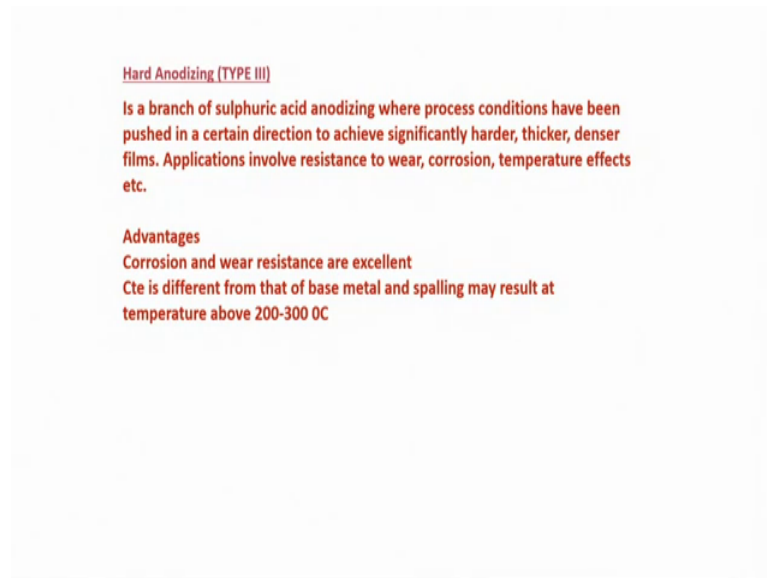 Hard Anodizing (TYPE III)
Is a branch of sulphuric acid anodizing where process conditions have been
pushed in a certain direction to achieve significantly harder, thicker, denser
films. Applications involve resistance to wear, corrosion, temperature effects
etc.
Advantages
Corrosion and wear resistance are excellent
Cte is different from that of base metal and spalling may result at
temperature above 200-300 0C